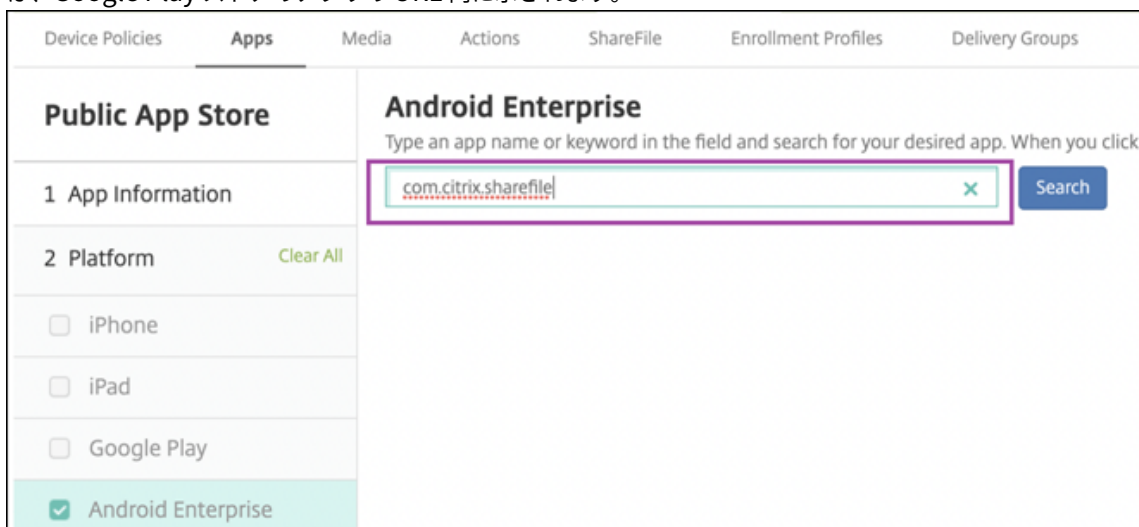 Device Policies Apps Media Actions ShareFile Enrollment Profiles Delivery Groups
Public App Store
Android Enterprise
Type an app name or keyword in the field and search for your desired app. When you click
1 App Information
com.citrix.sharefile
Search
2 Platform Clear All
iPhone
iPad
Google Play
Android Enterprise